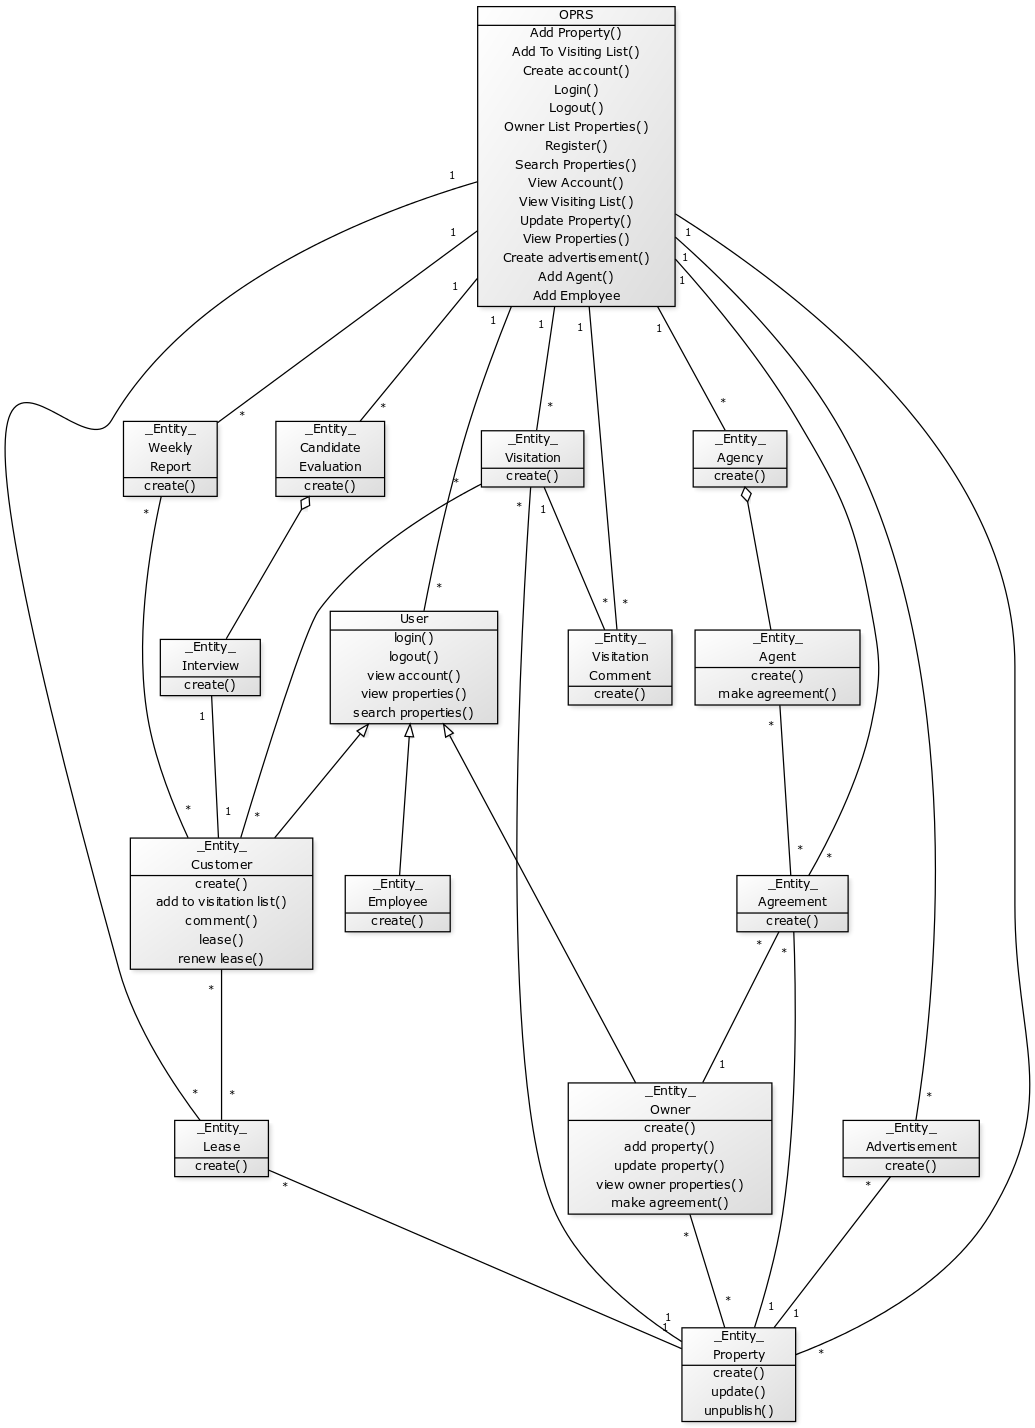 OPRS
Add Property()
Add To Visiting List()
Create account()
Login()
Logout()
Owner List Properties()
Register()
Search Properties()
View Account()
View Visiting List()
Update Property()
View Properties()
Create advertisement()
Add Agent()
Add Employee
1
1
1
1
1
1
1
1
1
1
*
*
*
*
_Entity_
Weekly
Report
create()
_Entity_
Candidate
Evaluation
create()
_Entity_
Visitation
create()
_Entity_
Agency
create()
*
*
*
1
*
*
*
_Entity_
Interview
create()
User
login()
logout()
view account()
view properties()
search properties()
_Entity_
Visitation
Comment
create()
_Entity_
Agent
create()
make agreement()
1
*
*
1
*
*
*
_Entity_
Customer
create()
add to visitation list()
comment()
lease()
renew lease()
_Entity_
Employee
create()
_Entity_
Agreement
create()
*
*
*
*
*
1
*
_Entity_
Lease
create()
_Entity_
Owner
create()
add property()
update property()
view owner properties()
make agreement()
_Entity_
Advertisement
create()
*
*
*
*
1
1
1
1
*
_Entity_
Property
create()
update()
unpublish()